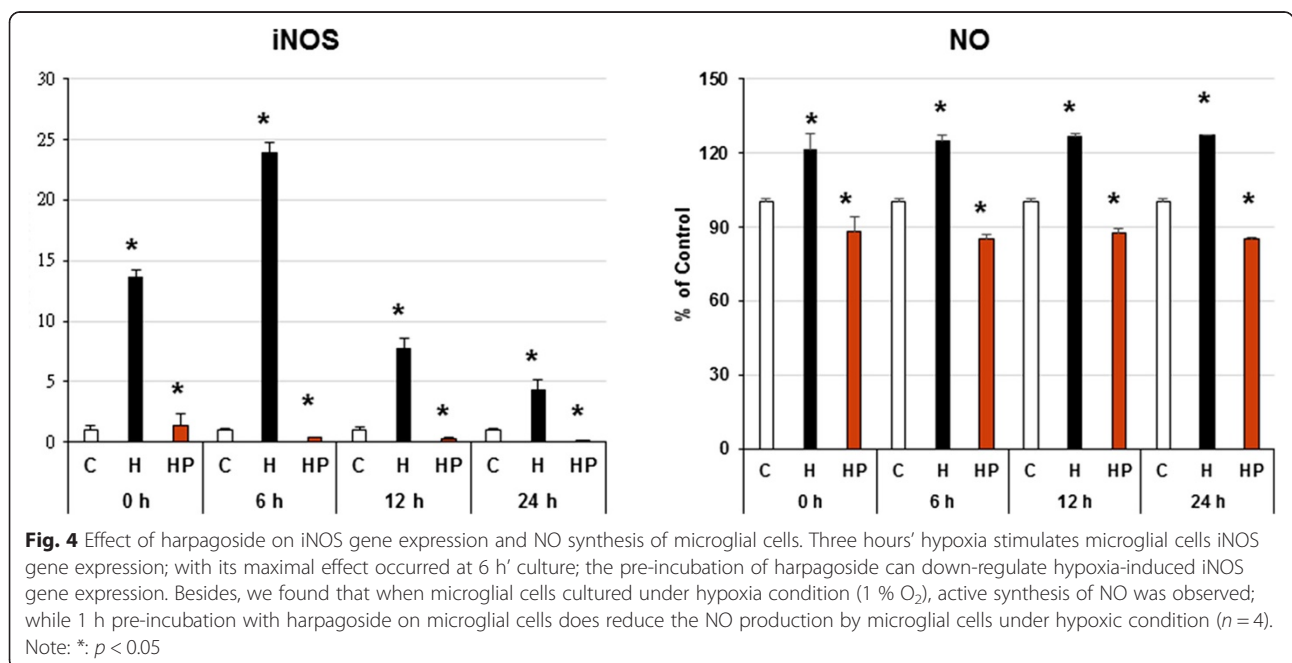 iNOS
30
25
20
15
10
5
0
* * * * * * * *
C H HP C H HP C H HP C H HP
0 h 6 h 12 h 24 h
NO
% of Control
150
120
90
60
30
0
* * * * * * * *
C H HP C H HP C H HP C H HP
0 h 6 h 12 h 24 h
Fig. 4 Effect of harpagoside on iNOS gene expression and NO synthesis of microglial cells. Three hours’ hypoxia stimulates microglial cells iNOS
gene expression; with its maximal effect occurred at 6 h’ culture; the pre-incubation of harpagoside can down-regulate hypoxia-induced iNOS
gene expression. Besides, we found that when microglial cells cultured under hypoxia condition (1 % O₂), active synthesis of NO was observed;
while 1 h pre-incubation with harpagoside on microglial cells does reduce the NO production by microglial cells under hypoxic condition (n = 4).
Note: *: p < 0.05